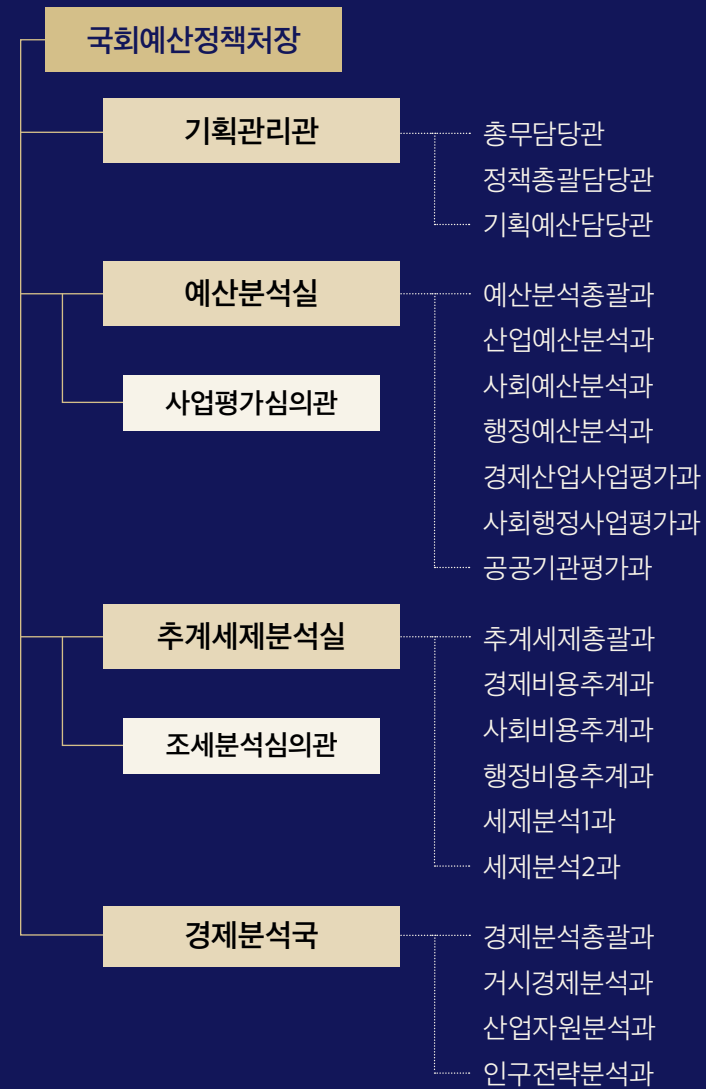 국회예산정책처장
기획관리관
총무담당관
정책총괄담당관
기획예산담당관
예산분석실
사업평가심의관
예산분석총괄과
산업예산분석과
사회예산분석과
행정예산분석과
경제산업사업평가과
사회행정사업평가과
공공기관평가과
추계세제분석실
조세분석심의관
추계세제총괄과
경제비용추계과
사회비용추계과
행정비용추계과
세제분석1과
세제분석2과
경제분석국
경제분석총괄과
거시경제분석과
산업자원분석과
인구전략분석과